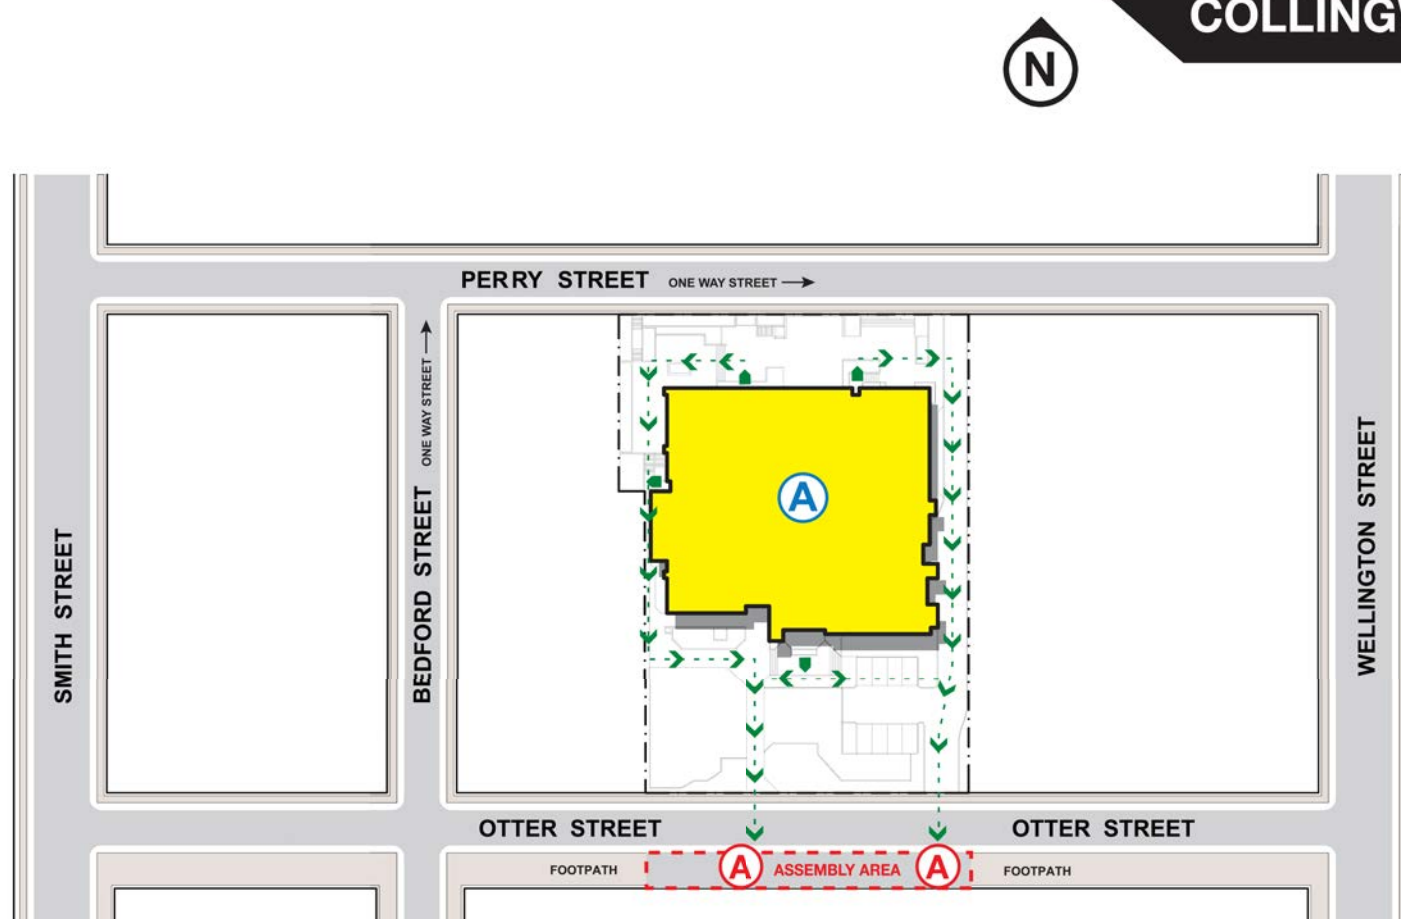 COLLING
N
PERRY STREET ONE WAY STREET
ONE WAY STREET
BEDFORD STREET
SMITH STREET
WELLINGTON STREET
A
OTTER STREET
OTTER STREET
FOOTPATH
A ASSEMBLY AREA A
FOOTPATH